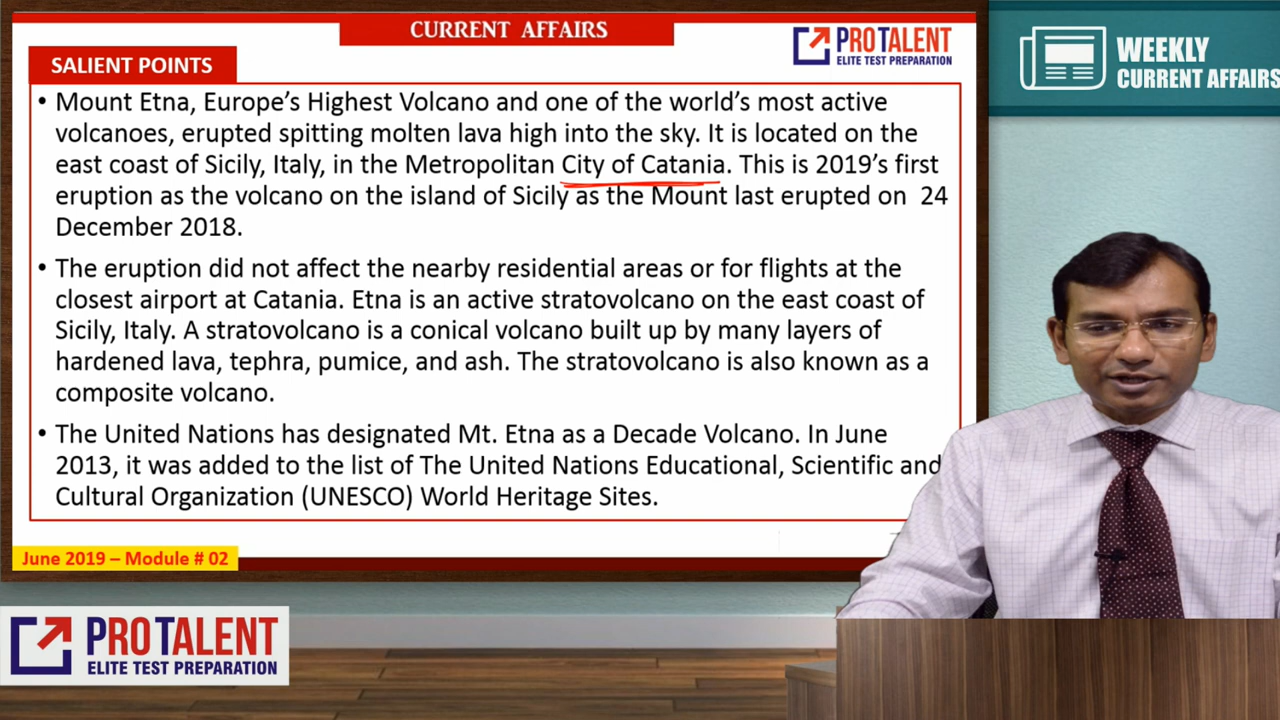 CURRENT AFFAIRS
PROTALENT
ELITE TEST PREPARATION
WEEKLY
CURRENT AFFAIRS
SALIENT POINTS
• Mount Etna, Europe's Highest Volcano and one of the world's most active
volcanoes, erupted spitting molten lava high into the sky. It is located on the
east coast of Sicily, Italy, in the Metropolitan City of Catania. This is 2019's first
eruption as the volcano on the island of Sicily as the Mount last erupted on 24
December 2018.
• The eruption did not affect the nearby residential areas or for flights at the
closest airport at Catania. Etna is an active stratovolcano on the east coast of
Sicily, Italy. A stratovolcano is a conical volcano built up by many layers of
hardened lava, tephra, pumice, and ash. The stratovolcano is also known as a
composite volcano.
• The United Nations has designated Mt. Etna as a Decade Volcano. In June
2013, it was added to the list of The United Nations Educational, Scientific and
Cultural Organization (UNESCO) World Heritage Sites.
June 2019 – Module # 02
PROTALENT
ELITE TEST PREPARATION